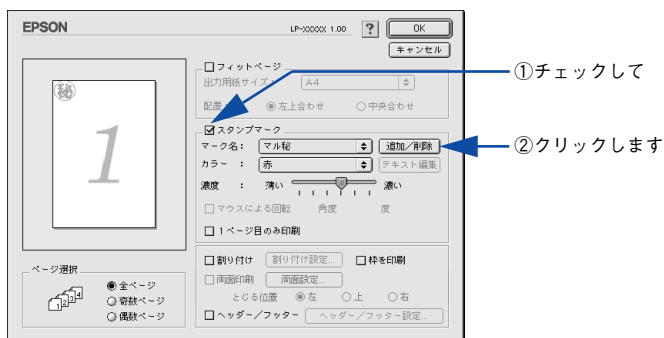 EPSON
LP-XXXXX 1.00
?
OK
キャンセル
フィットページ
出力用紙サイズ： A4
配置： 左上合わせ 中央合わせ
①チェックして
スタンプマーク
マーク名： マル秘 追加／削除
②クリックします
カラー： 赤 テキスト編集
濃度： 薄い 濃い
マウスによる回転 角度 度
1ページ目のみ印刷
秘
1
割り付け 割り付け設定... 枠を印刷
両面印刷 両面設定...
とじる位置 左 上 右
ヘッダー／フッター ヘッダー／フッター設定...
ページ選択
1 2 3 4
全ページ
奇数ページ
偶数ページ